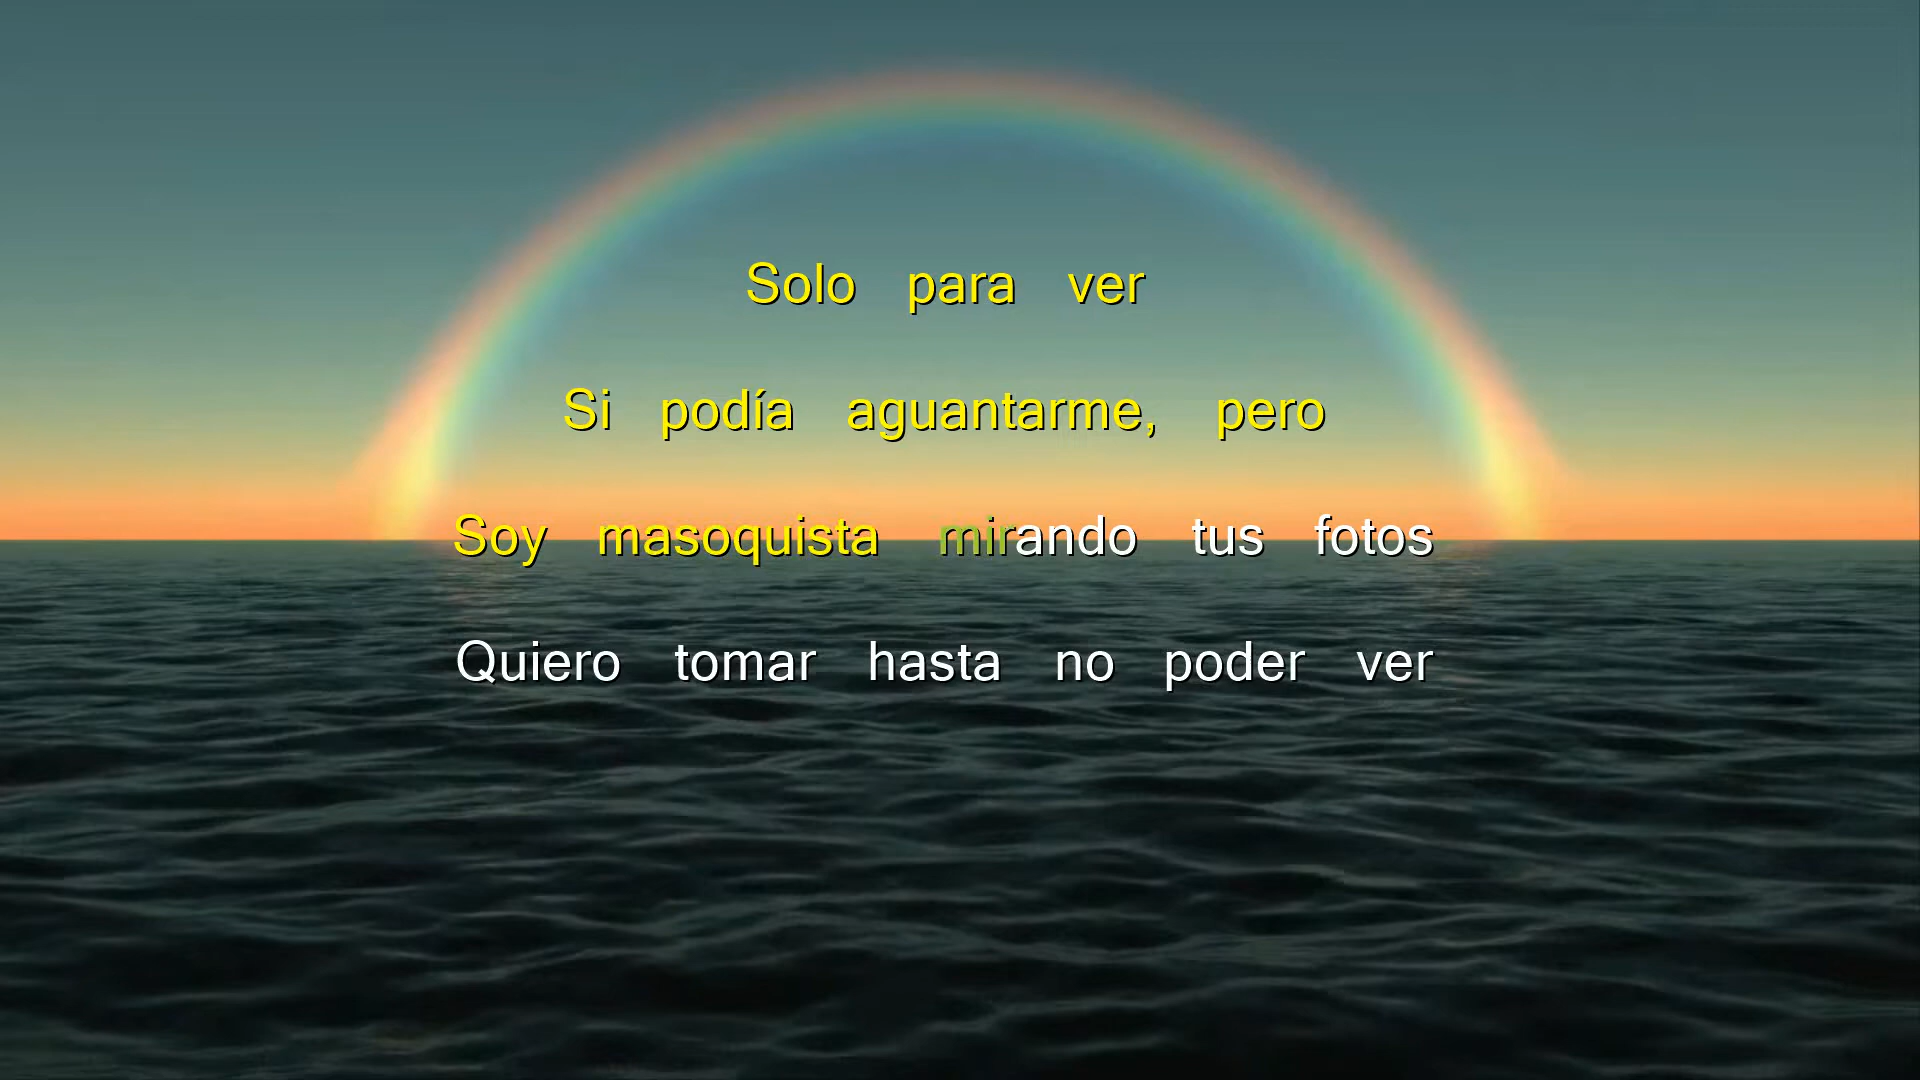 Solo para ver
Si podía aguantarme, pero
Soy masoquista mirando tus fotos
Quiero tomar hasta no poder ver